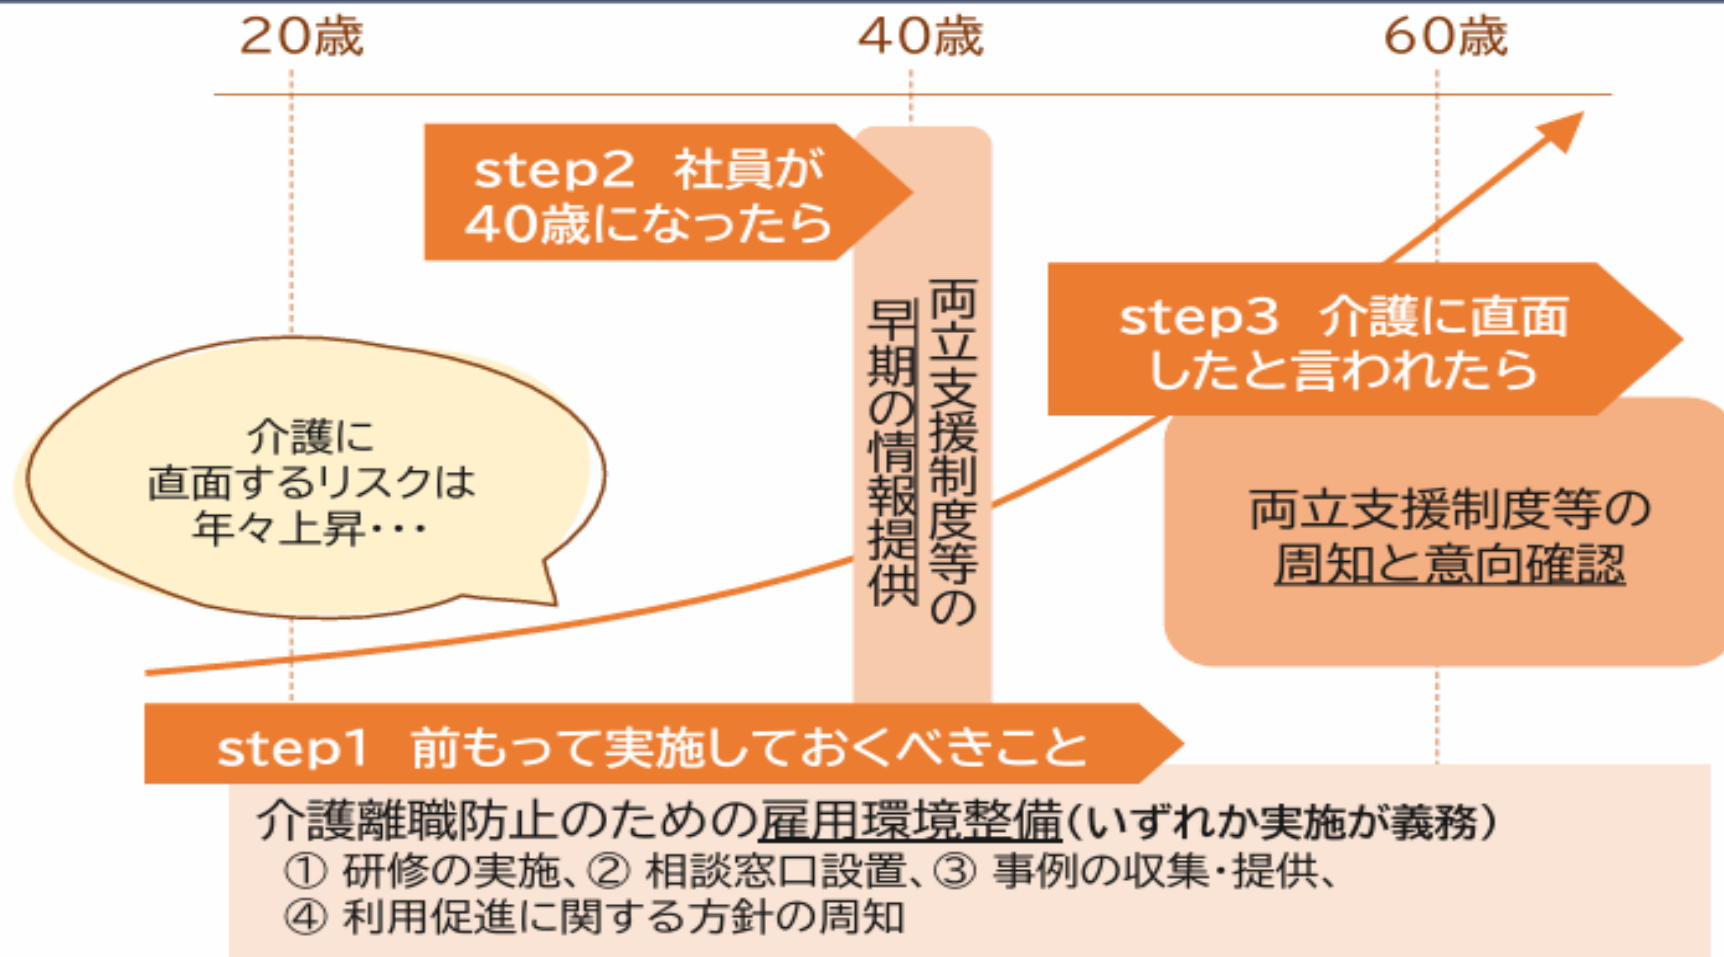 20歳
40歳
60歳
step2 社員が
40歳になったら
両立支援制度等の
早期の情報提供
step3 介護に直面
したと言われたら
介護に
直面するリスクは
年々上昇・・・
両立支援制度等の
周知と意向確認
step1 前もって実施しておくべきこと
介護離職防止のための雇用環境整備(いずれか実施が義務)
① 研修の実施、② 相談窓口設置、③ 事例の収集・提供、
④ 利用促進に関する方針の周知